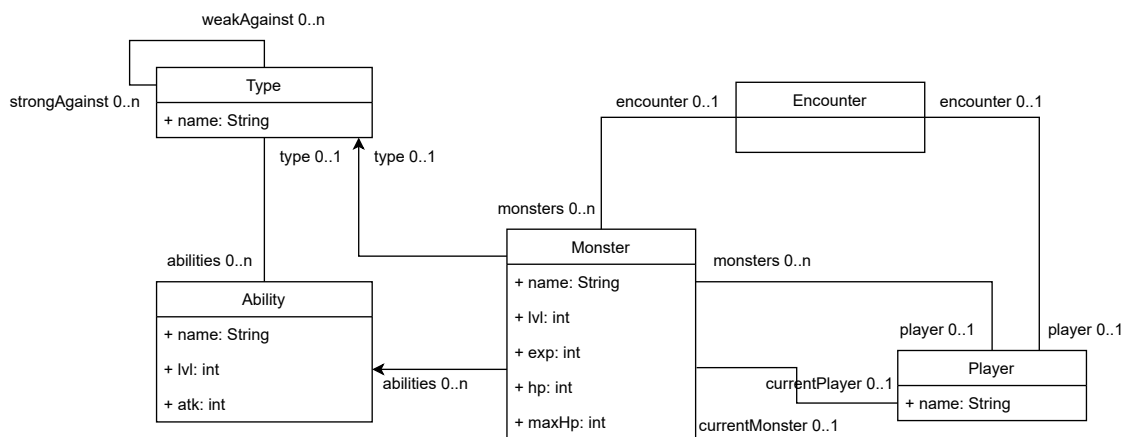 weakAgainst 0..n
Type
strongAgainst 0..n
+ name: String
type 0..1
type 0..1
encounter 0..1
Encounter
encounter 0..1
monsters 0..n
Monster
monsters 0..n
abilities 0..n
Ability
+ name: String
+ lvl: int
+ atk: int
+ name: String
+ lvl: int
+ exp: int
+ hp: int
+ maxHp: int
abilities 0..n
player 0..1
player 0..1
Player
currentPlayer 0..1
+ name: String
currentMonster 0..1